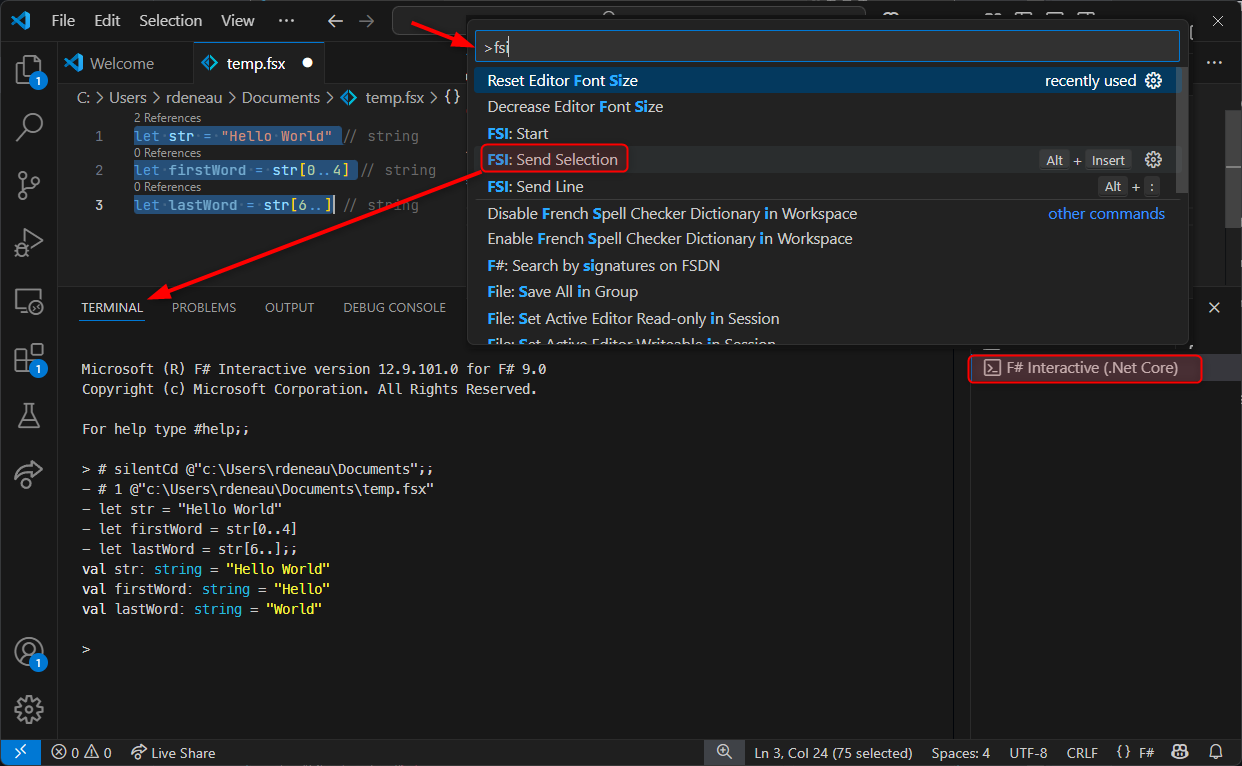 File Edit Selection View ···
>fsi
Welcome
temp.fsx
Reset Editor Font Size recently used
C: > Users > rdeneau > Documents > temp.fsx > {}
Decrease Editor Font Size
2 References
1 let str = "Hello World" // string
FSI: Start
0 References
FSI: Send Selection Alt + Insert
2 let firstWord = str[0..4] // string
0 References
FSI: Send Line Alt + :
3 let lastWord = str[6..] // string
Disable French Spell Checker Dictionary in Workspace other commands
Enable French Spell Checker Dictionary in Workspace
F#: Search by signatures on FSDN
File: Save All in Group
File: Set Active Editor Read-only in Session
File: Set Active Editor Writeable in Session
TERMINAL PROBLEMS OUTPUT DEBUG CONSOLE
F# Interactive (.Net Core)
Microsoft (R) F# Interactive version 12.9.101.0 for F# 9.0
Copyright (c) Microsoft Corporation. All Rights Reserved.
For help type #help;;
> # silentCd @"c:\Users\rdeneau\Documents";;
- # 1 @"c:\Users\rdeneau\Documents\temp.fsx"
- let str = "Hello World"
- let firstWord = str[0..4]
- let lastWord = str[6..];;
val str: string = "Hello World"
val firstWord: string = "Hello"
val lastWord: string = "World"
>
1
1
1
0 0 Live Share Ln 3, Col 24 (75 selected) Spaces: 4 UTF-8 CRLF {} F#